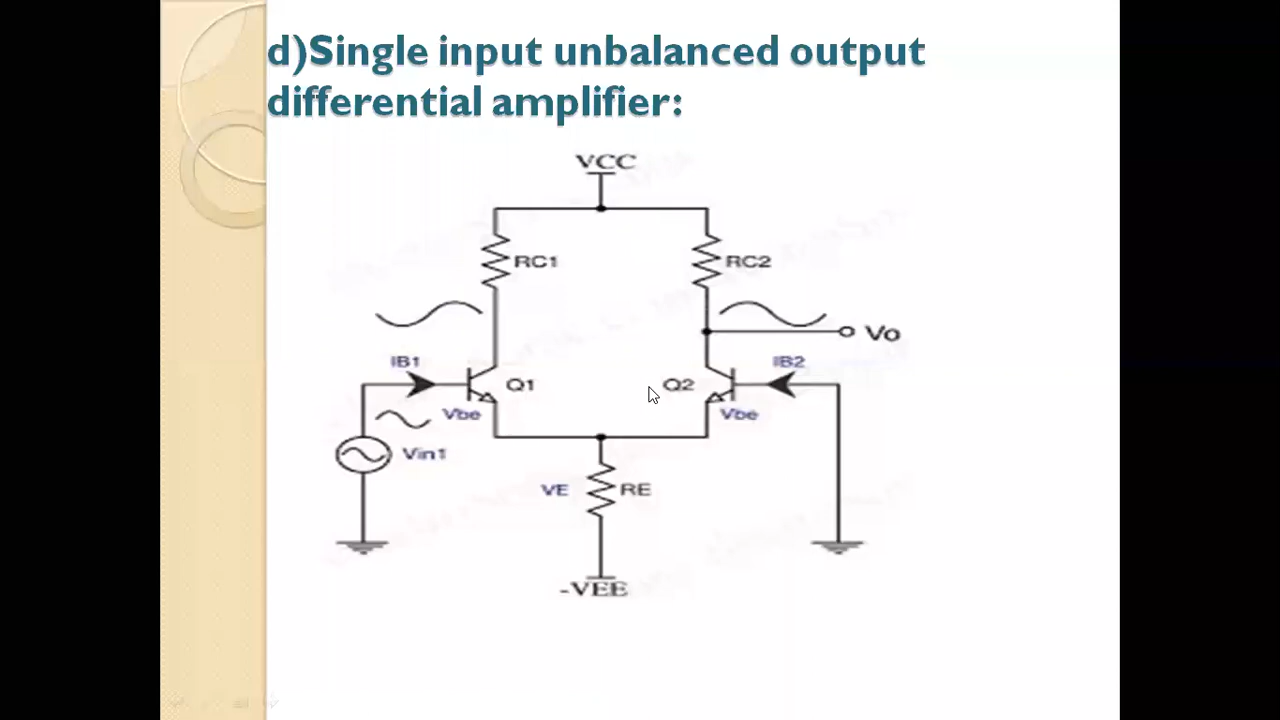 d)Single input unbalanced output
differential amplifier:
VCC
RC1
RC2
Vo
IB1
IB2
Q1
Q2
Vbe
Vbe
Vin1
VE
RE
-VEE